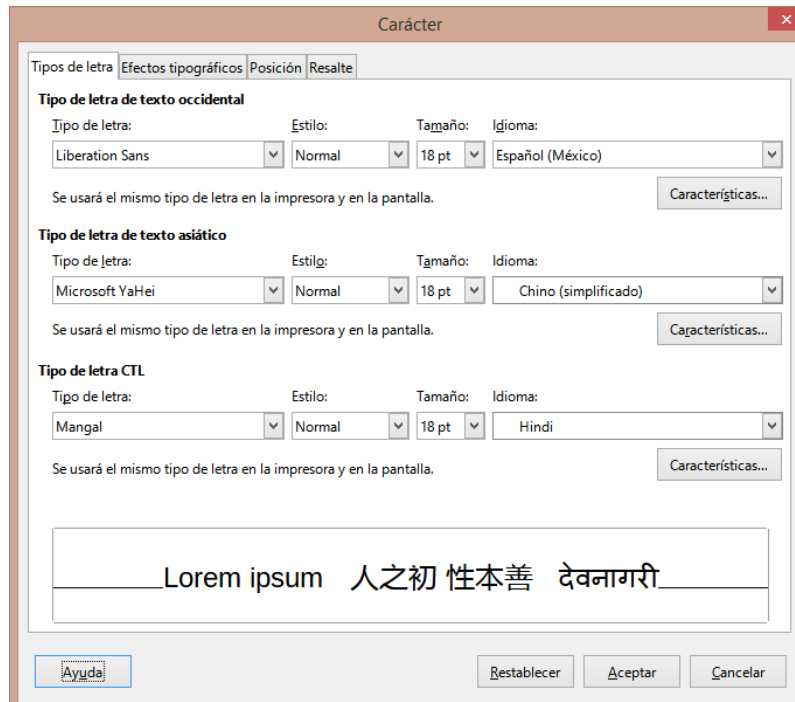 Carácter
Tipos de letra Efectos tipográficos Posición Resalte
Tipo de letra de texto occidental
Tipo de letra: Estilo: Tamaño: Idioma:
Liberation Sans Normal 18 pt Español (México)
Se usará el mismo tipo de letra en la impresora y en la pantalla. Características...
Tipo de letra de texto asiático
Tipo de letra: Estilo: Tamaño: Idioma:
Microsoft YaHei Normal 18 pt Chino (simplificado)
Se usará el mismo tipo de letra en la impresora y en la pantalla. Características...
Tipo de letra CTL
Tipo de letra: Estilo: Tamaño: Idioma:
Mangal Normal 18 pt Hindi
Se usará el mismo tipo de letra en la impresora y en la pantalla. Características...
Lorem ipsum 人之初 性本善 देवनागरी
Ayuda Restablecer Aceptar Cancelar